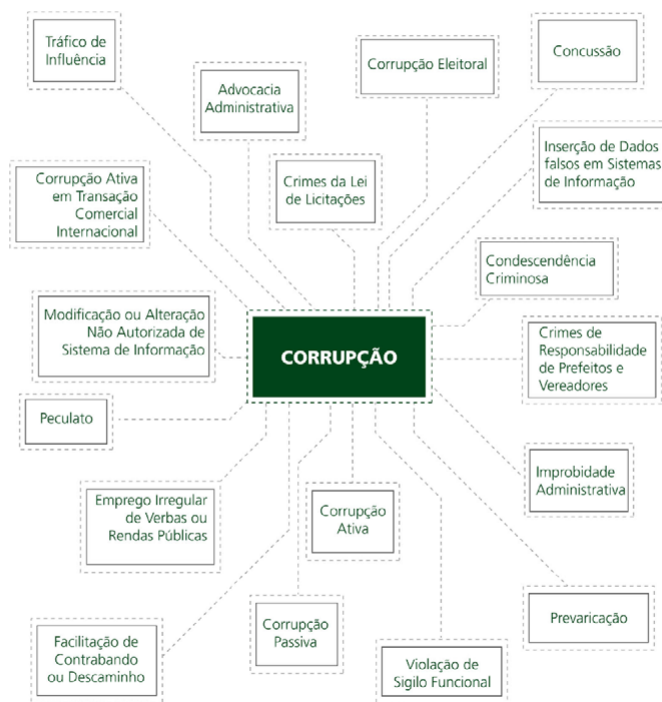 Tráfico de
Influência
Advocacia
Administrativa
Corrupção Eleitoral
Concussão
Corrupção Ativa
em Transação
Comercial
Internacional
Crimes da Lei
de Licitações
Inserção de Dados
falsos em Sistemas
de Informação
Condescendência
Criminosa
Modificação ou Alteração
Não Autorizada de
Sistema de Informação
CORRUPÇÃO
Crimes de
Responsabilidade
de Prefeitos e
Vereadores
Peculato
Improbidade
Administrativa
Emprego Irregular
de Verbas ou
Rendas Públicas
Corrupção
Ativa
Facilitação de
Contrabando
ou Descaminho
Corrupção
Passiva
Violação de
Sigilo Funcional
Prevaricação